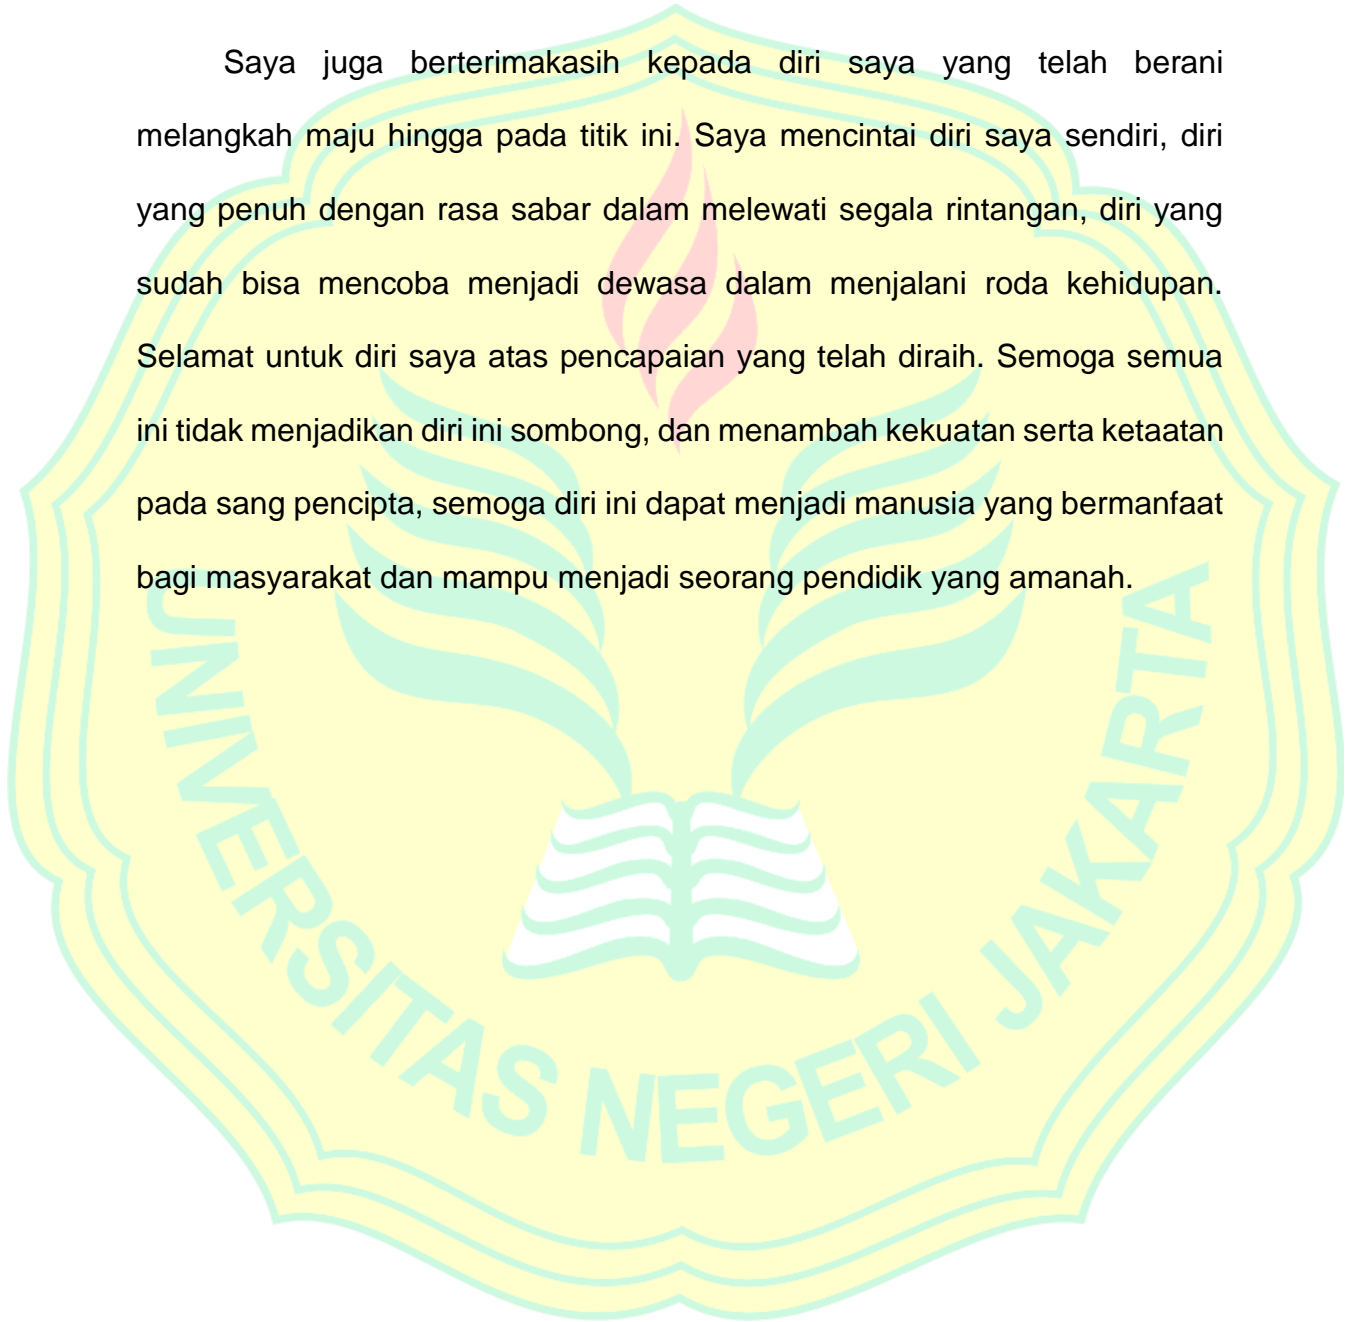 Saya juga berterimakasih kepada diri saya yang telah berani
melangkah maju hingga pada titik ini. Saya mencintai diri saya sendiri, diri
yang penuh dengan rasa sabar dalam melewati segala rintangan, diri yang
sudah bisa mencoba menjadi dewasa dalam menjalani roda kehidupan.
Selamat untuk diri saya atas pencapaian yang telah diraih. Semoga semua
ini tidak menjadikan diri ini sombong, dan menambah kekuatan serta ketaatan
pada sang pencipta, semoga diri ini dapat menjadi manusia yang bermanfaat
bagi masyarakat dan mampu menjadi seorang pendidik yang amanah.
UNIVERSITAS NEGERI JAKARTA